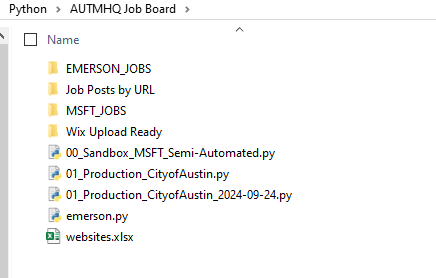 Python > AUTMHQ Job Board >
Name
EMERSON_JOBS
Job Posts by URL
MSFT_JOBS
Wix Upload Ready
00_Sandbox_MSFT_Semi-Automated.py
01_Production_CityofAustin.py
01_Production_CityofAustin_2024-09-24.py
emerson.py
websites.xlsx